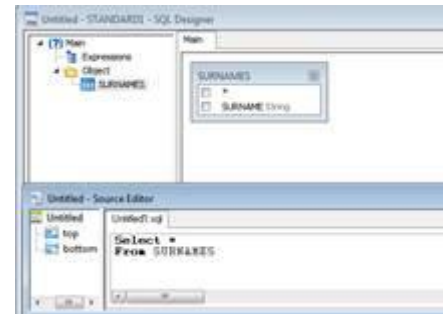 Untitled - STANDARD1 - SQL Designer
Main
Expressions
Object
SURNAMES
Main
SURNAMES
*
SURNAME String
Untitled - Source Editor
Untitled
top
bottom
Untitled1.sql
Select *
From SURNAMES